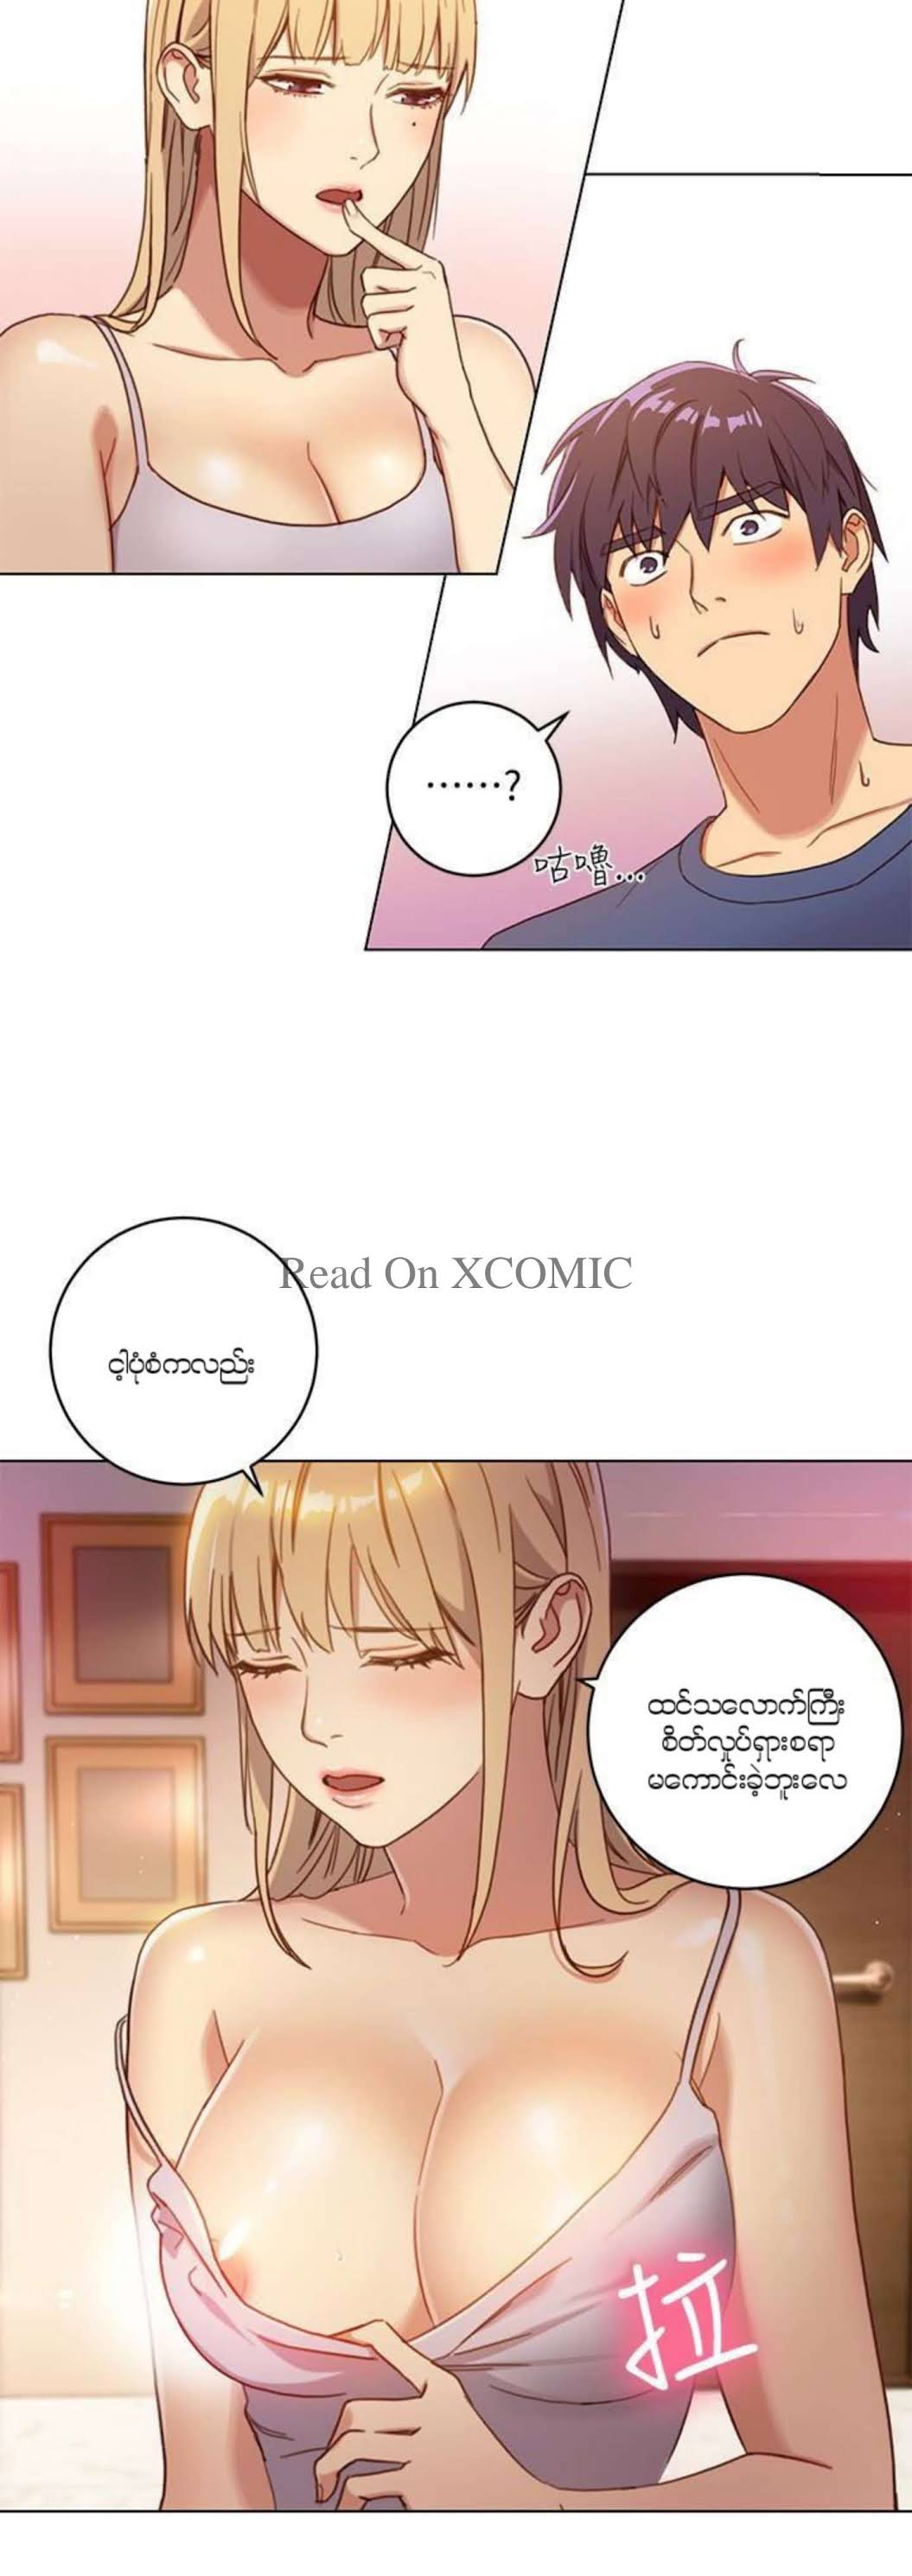 ……?
咕嚕…
Read On XCOMIC
ငါ့ပုံစံကလည်း
ထင်သလောက်ကြီး
စိတ်လှုပ်ရှားစရာ
မကောင်းခဲ့ဘူးလေ
拉